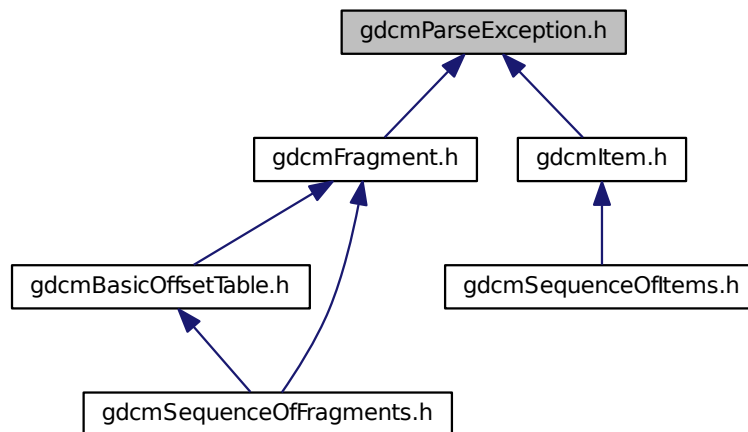 gdcmParseException.h
gdcmFragment.h
gdcmItem.h
gdcmBasicOffsetTable.h
gdcmSequenceOfItems.h
gdcmSequenceOfFragments.h